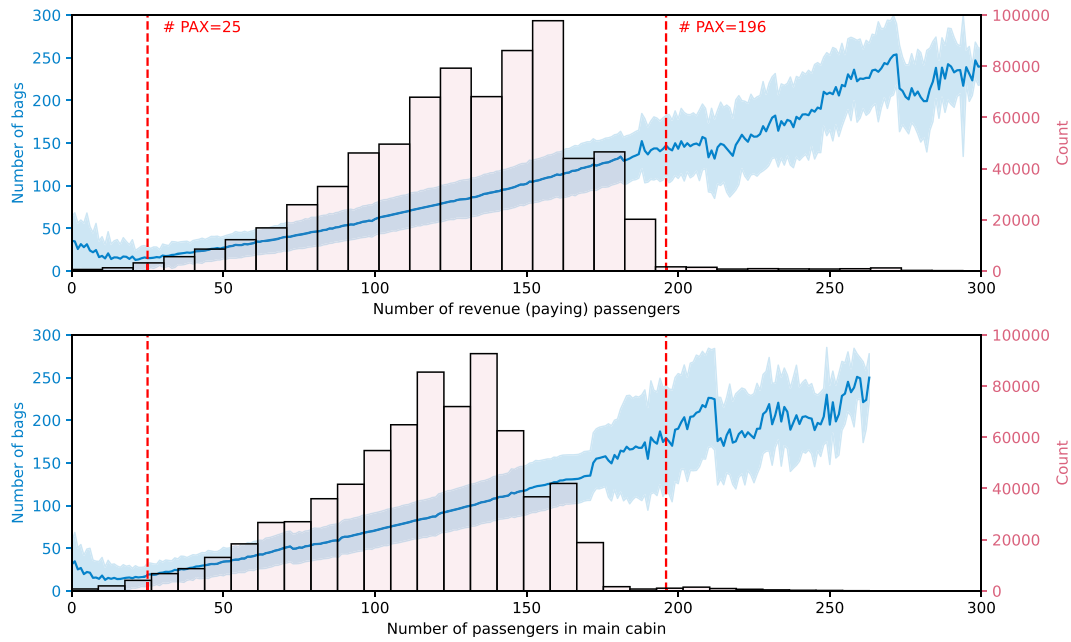 # PAX=25
# PAX=196
300
250
200
150
100
50
0
Number of bags
100000
80000
60000
40000
20000
0
Count
0 50 100 150 200 250 300
Number of revenue (paying) passengers
300
250
200
150
100
50
0
Number of bags
100000
80000
60000
40000
20000
0
Count
0 50 100 150 200 250 300
Number of passengers in main cabin